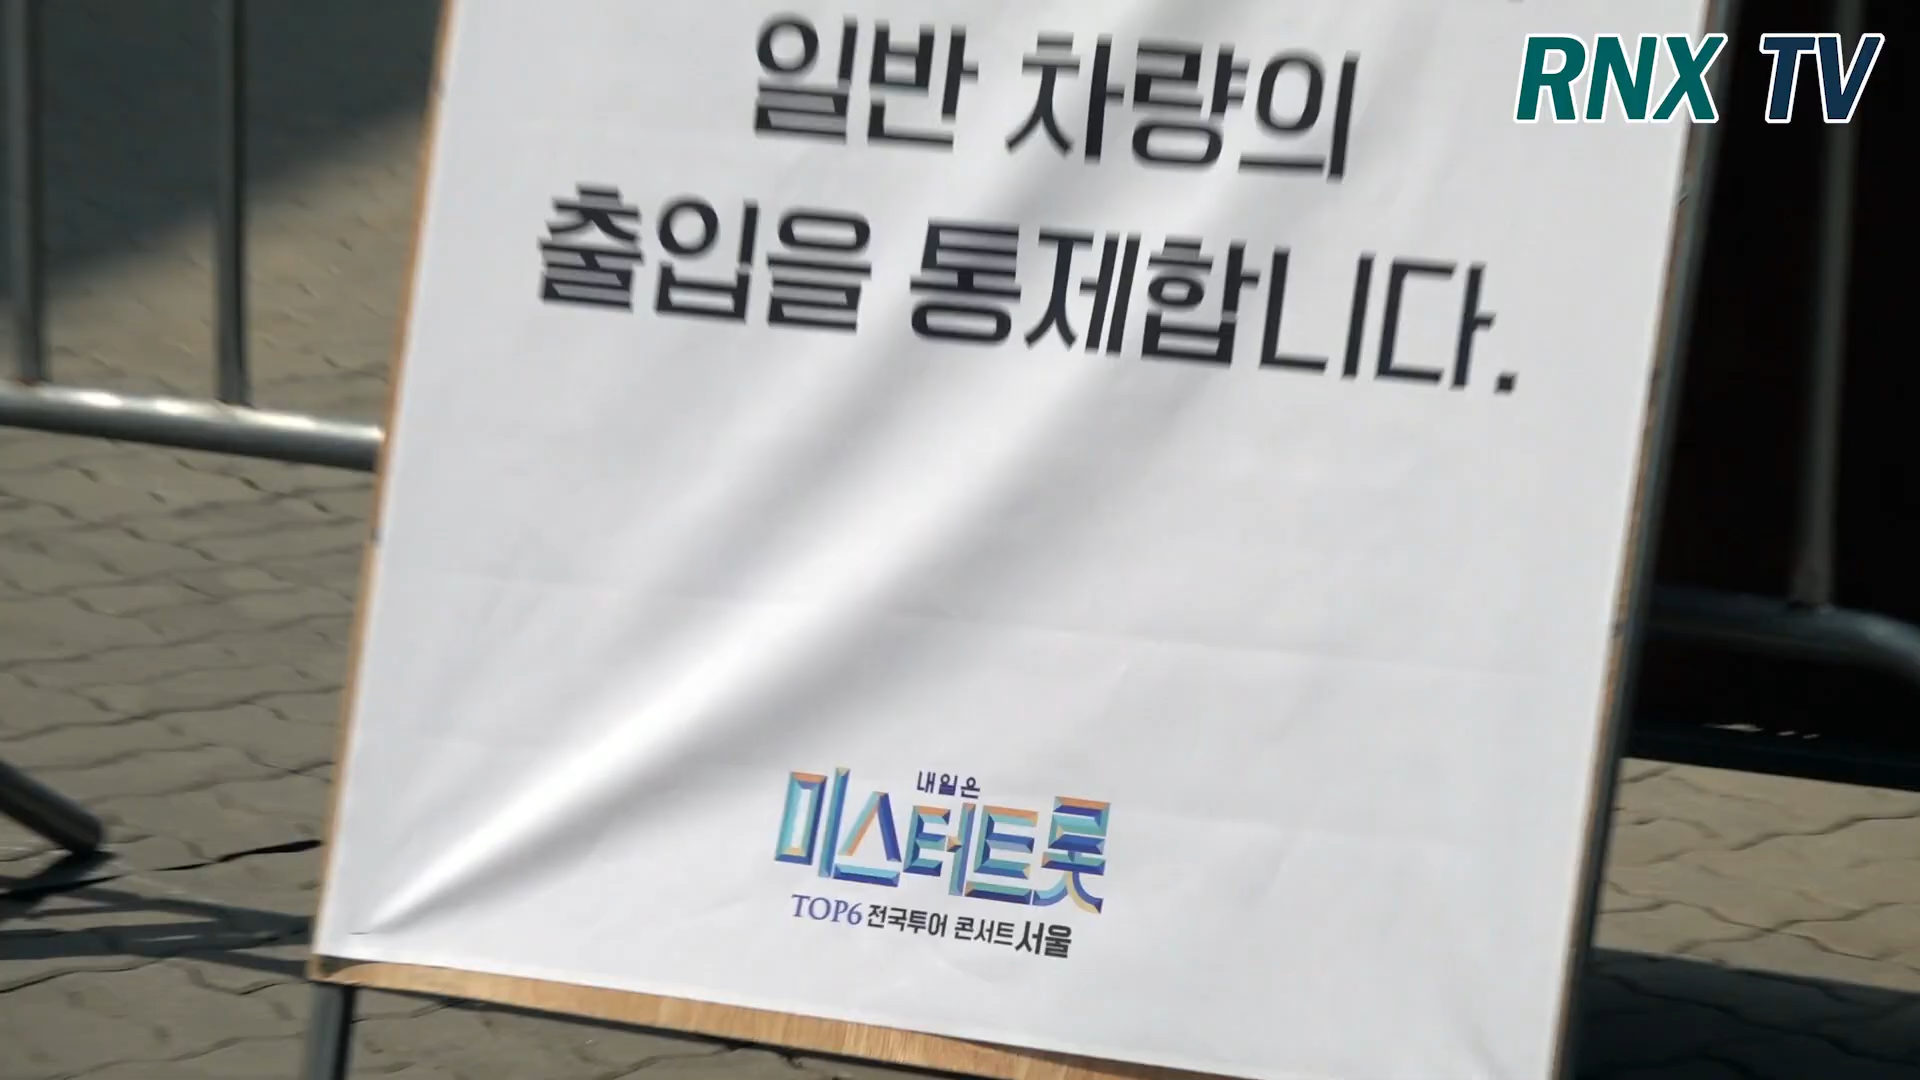 RNX TV
일반 차량의
출입을 통제합니다.
내일은
미스터트롯
TOP6 전국투어 콘서트 서울